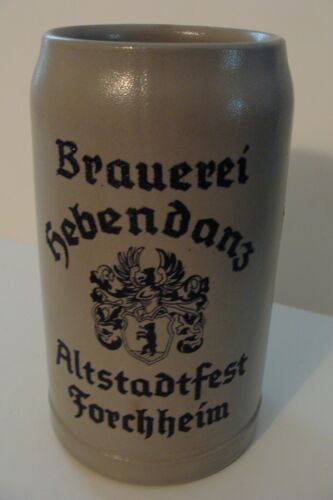 Brauerei
Hebendanz
Altstadtfest
Forchheim